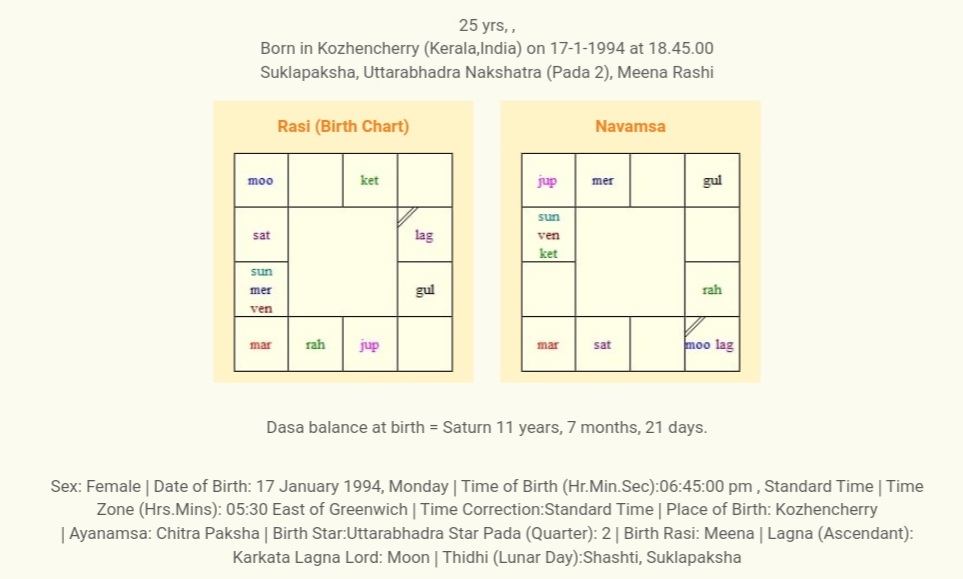 25 yrs, ,
Born in Kozhencherry (Kerala,India) on 17-1-1994 at 18.45.00
Suklapaksha, Uttarabhadra Nakshatra (Pada 2), Meena Rashi
Rasi (Birth Chart)
moo
ket
sat
lag
sun
mer
ven
gul
mar
rah
jup
Navamsa
jup
mer
gul
sun
ven
ket
rah
mar
sat
moo lag
Dasa balance at birth = Saturn 11 years, 7 months, 21 days.
Sex: Female | Date of Birth: 17 January 1994, Monday | Time of Birth (Hr.Min.Sec):06:45:00 pm , Standard Time | Time
Zone (Hrs.Mins): 05:30 East of Greenwich | Time Correction:Standard Time | Place of Birth: Kozhencherry
| Ayanamsa: Chitra Paksha | Birth Star:Uttarabhadra Star Pada (Quarter): 2 | Birth Rasi: Meena | Lagna (Ascendant):
Karkata Lagna Lord: Moon | Thidhi (Lunar Day):Shashti, Suklapaksha